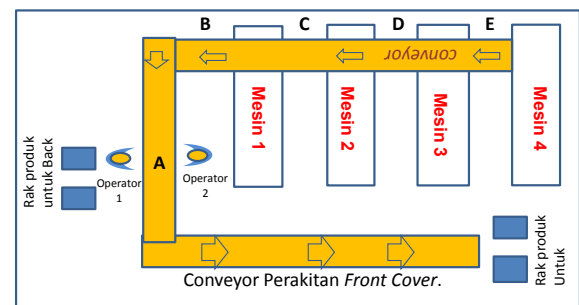 B
C
D
E
conveyor
Mesin 1
Mesin 2
Mesin 3
Mesin 4
A
Rak produk
untuk Back
Operator
1
Operator
2
Rak produk
Untuk
Conveyor Perakitan Front Cover.